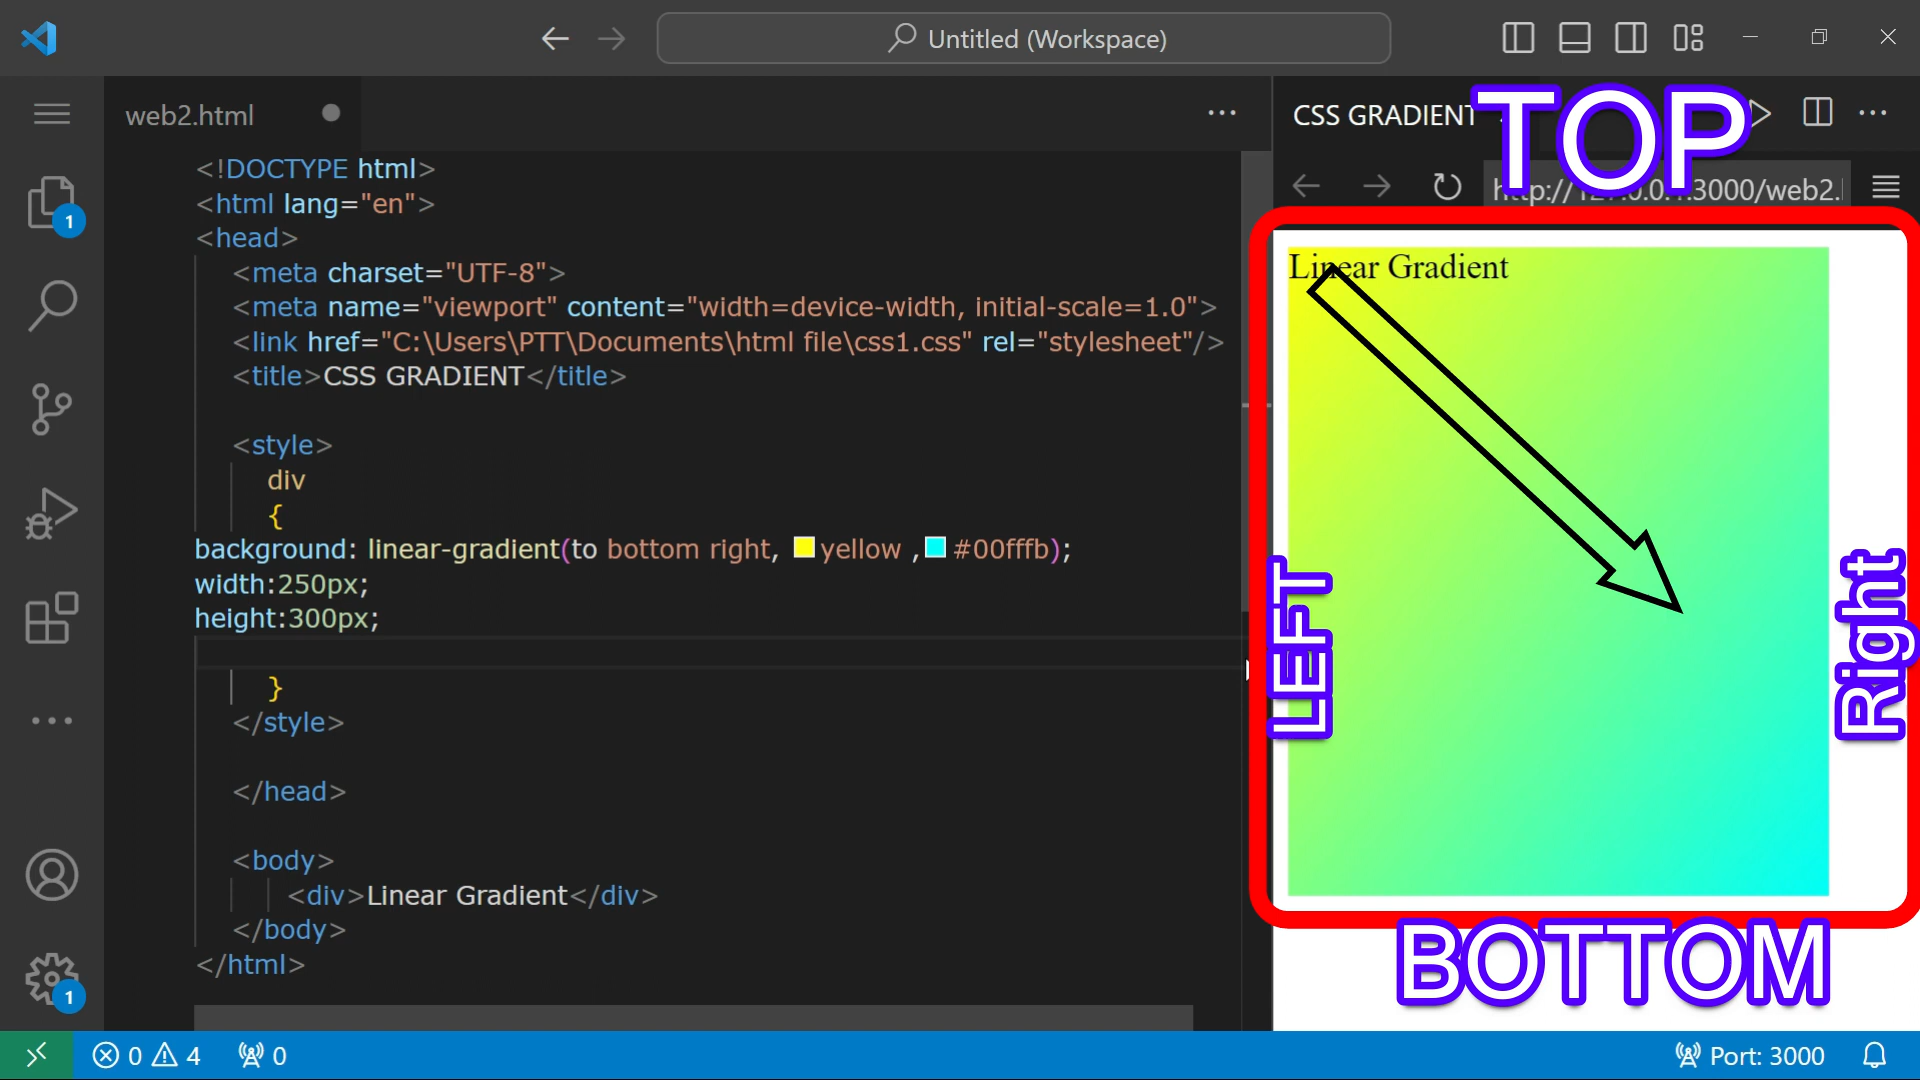 Untitled (Workspace)
web2.html
CSS GRADIENT
TOP
<!DOCTYPE html>
<html lang="en">
<head>
<meta charset="UTF-8">
<meta name="viewport" content="width=device-width, initial-scale=1.0">
<link href="C:\Users\PTT\Documents\html file\css1.css" rel="stylesheet"/>
<title>CSS GRADIENT</title>
<style>
div
{
background: linear-gradient(to bottom right, yellow ,#00fffb);
width:250px;
height:300px;
}
</style>
</head>
<body>
<div>Linear Gradient</div>
</body>
</html>
Linear Gradient
LEFT
Right
BOTTOM
1
1
0 4 0
Port: 3000